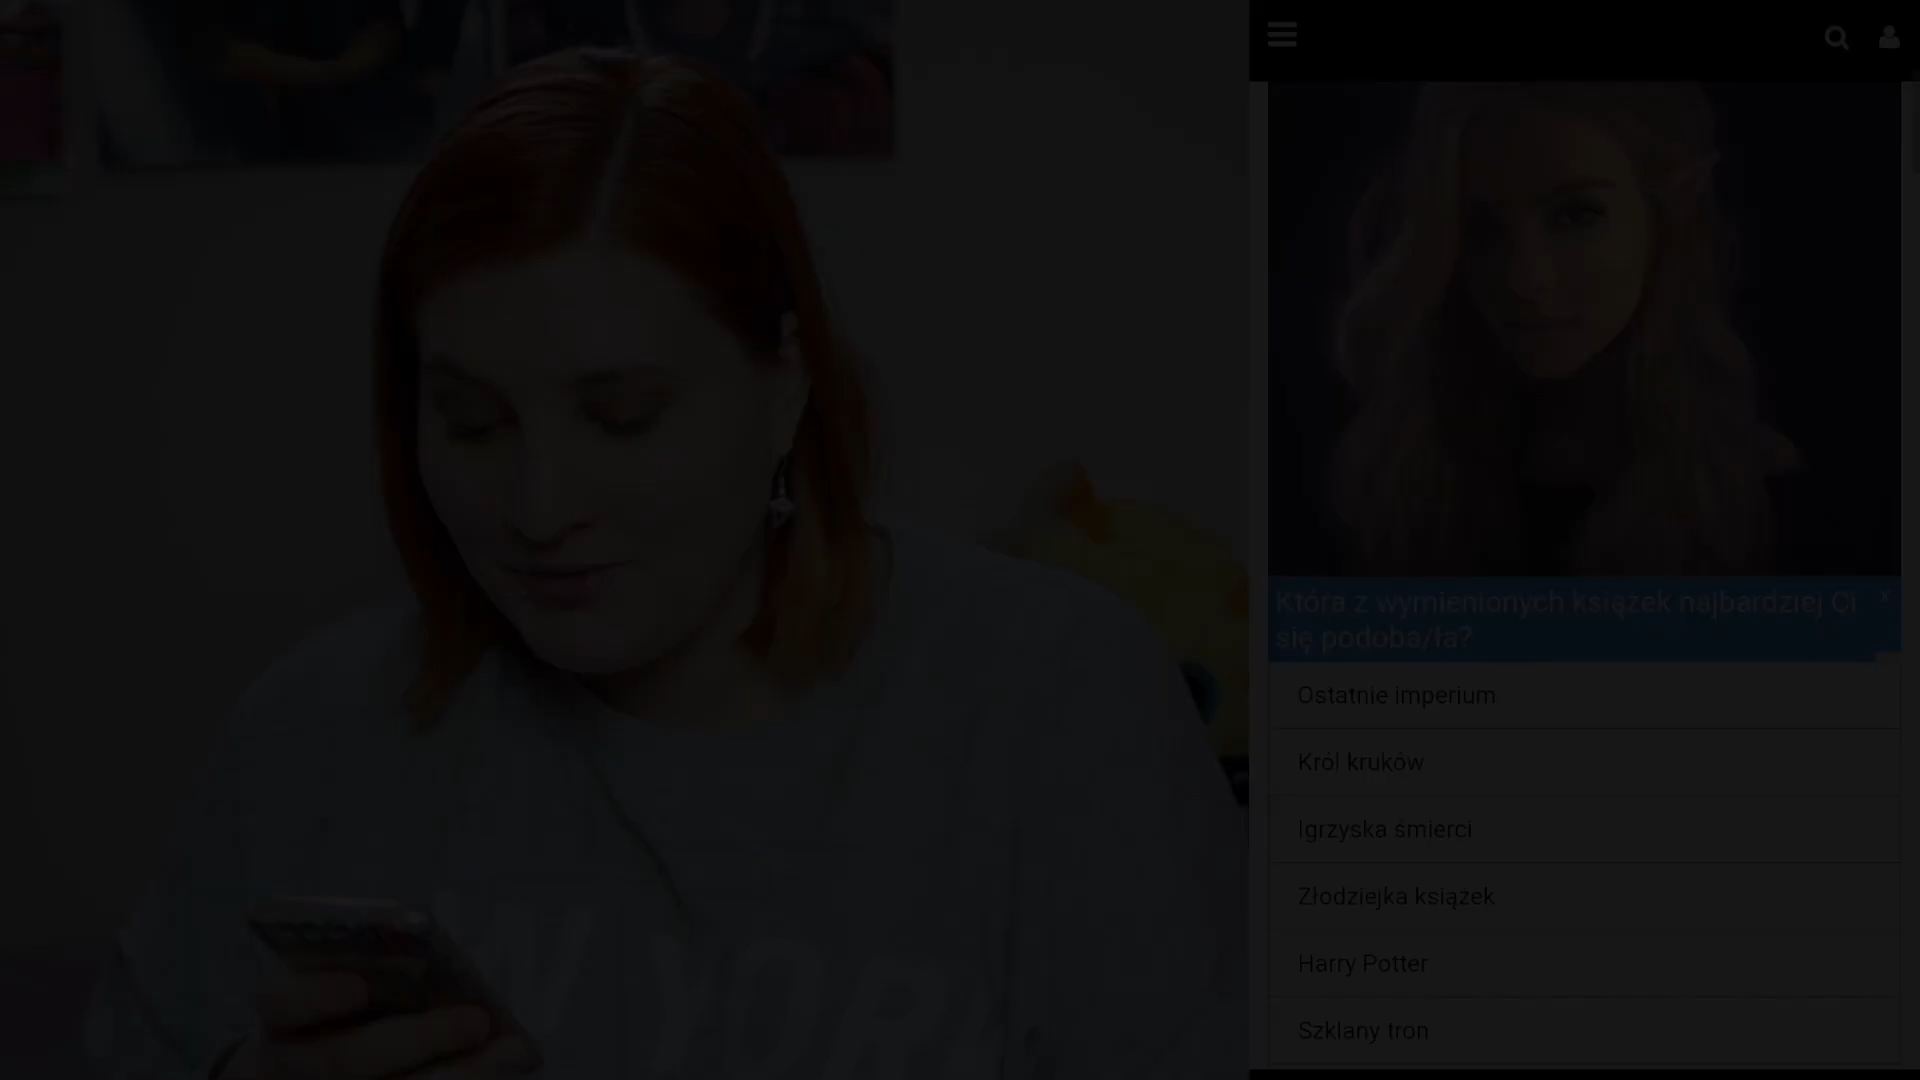 Która z wymienionych książek najbardziej Ci
się podoba/ła?
x
Ostatnie imperium
Król kruków
Igrzyska śmierci
Złodziejka książek
Harry Potter
Szklany tron
W YORK